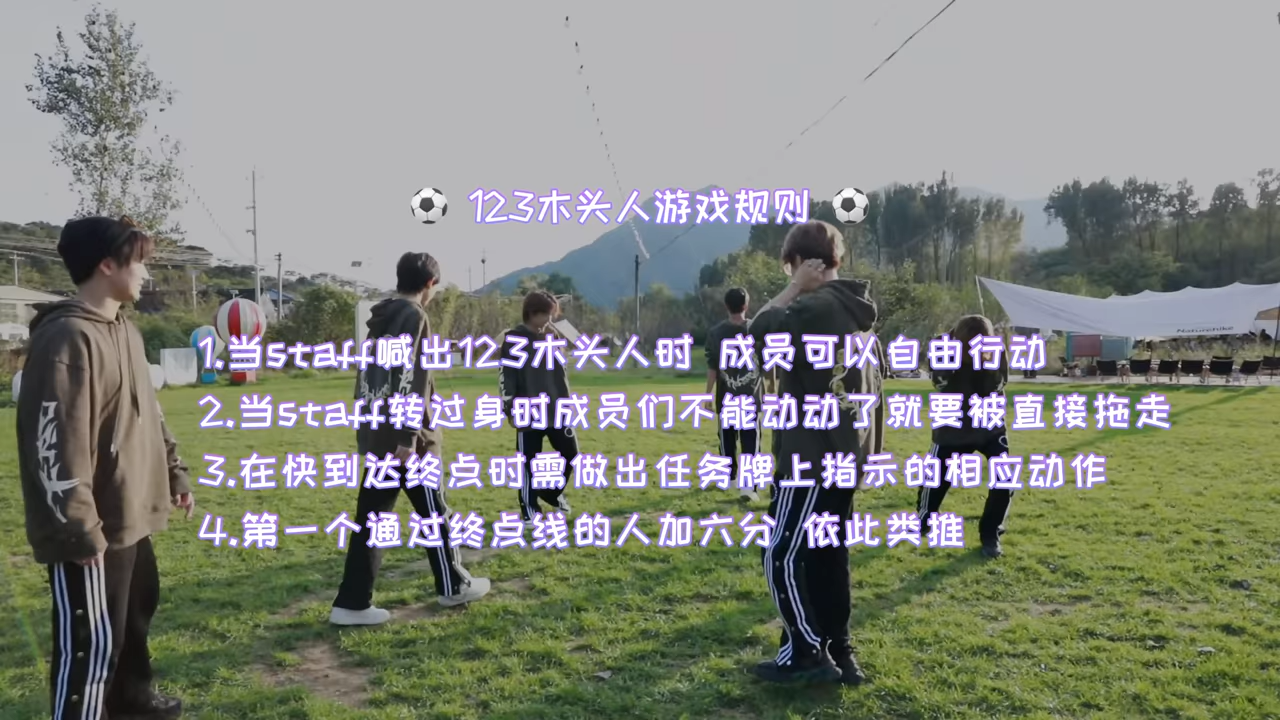 123木头人游戏规则
1.当staff喊出123木头人时 成员可以自由行动
2.当staff转过身时成员们不能动动了就要被直接拖走
3.在快到达终点时需做出任务牌上指示的相应动作
4.第一个通过终点线的人加六分 依此类推
Naturehike